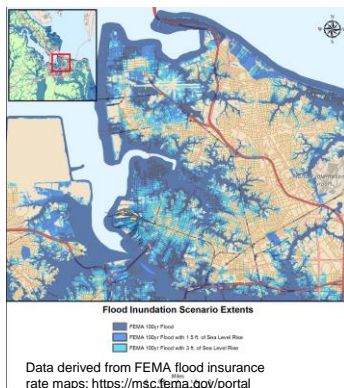 Flood Inundation Scenario Extents
FEMA 100yr Flood
FEMA 100yr Flood with 1.5 ft. of Sea Level Rise
FEMA 100yr Flood with 3 ft. of Sea Level Rise
Miles
Data derived from FEMA flood insurance
rate maps: https://msc.fema.gov/portal